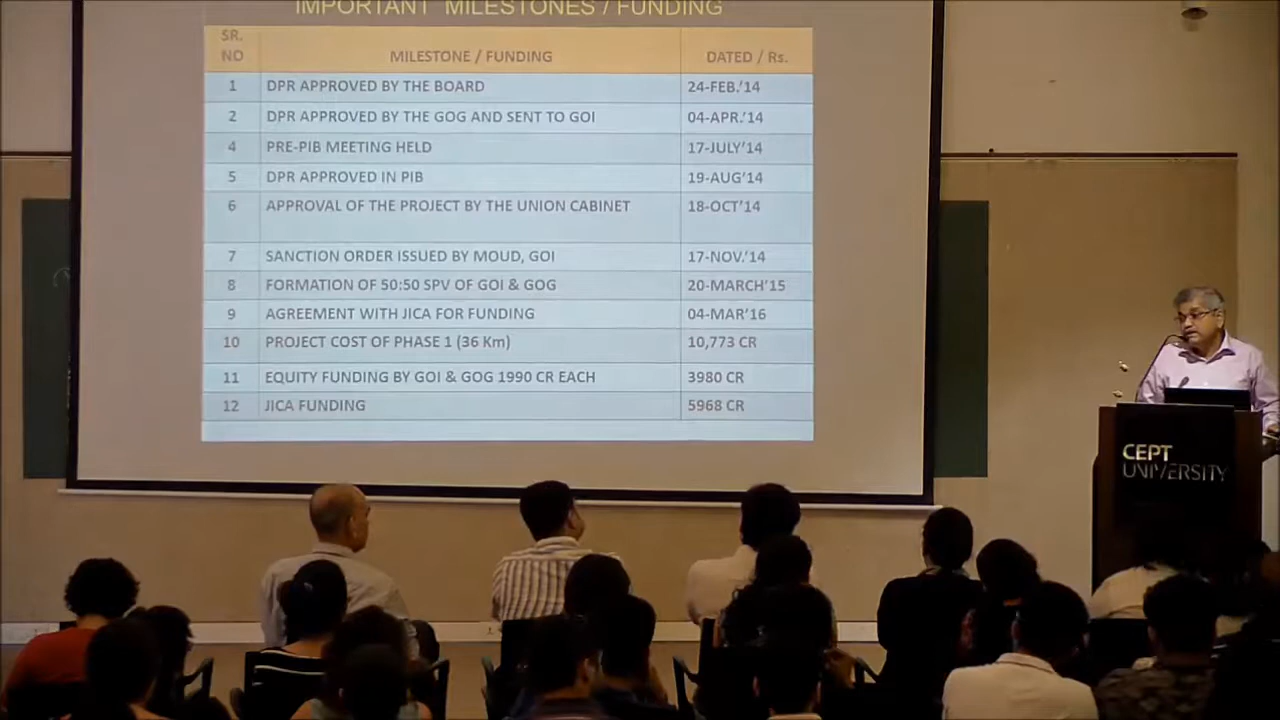 IMPORTANT MILESTONES / FUNDING
SR. NO MILESTONE / FUNDING DATED / Rs.
1 DPR APPROVED BY THE BOARD 24-FEB.'14
2 DPR APPROVED BY THE GOG AND SENT TO GOI 04-APR.'14
4 PRE-PIB MEETING HELD 17-JULY'14
5 DPR APPROVED IN PIB 19-AUG'14
6 APPROVAL OF THE PROJECT BY THE UNION CABINET 18-OCT'14
7 SANCTION ORDER ISSUED BY MOUD, GOI 17-NOV.'14
8 FORMATION OF 50:50 SPV OF GOI & GOG 20-MARCH'15
9 AGREEMENT WITH JICA FOR FUNDING 04-MAR'16
10 PROJECT COST OF PHASE 1 (36 Km) 10,773 CR
11 EQUITY FUNDING BY GOI & GOG 1990 CR EACH 3980 CR
12 JICA FUNDING 5968 CR
CEPT
UNIVERSITY